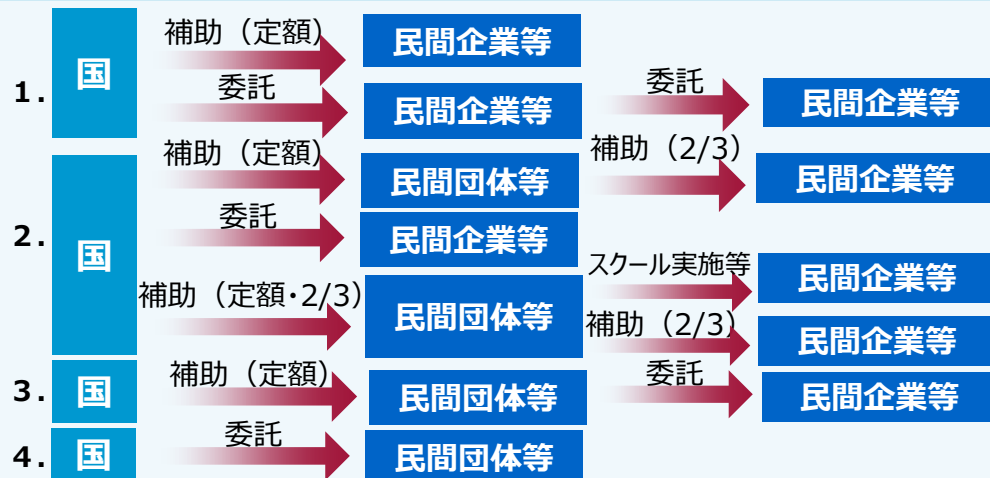 1.
国
補助（定額）
民間企業等
委託
民間企業等
委託
民間企業等
2.
国
補助（定額）
民間団体等
補助（2/3）
民間企業等
委託
民間企業等
補助（定額・2/3）
民間団体等
スクール実施等
民間企業等
補助（2/3）
民間企業等
3.
国
補助（定額）
民間団体等
委託
民間企業等
4.
国
委託
民間団体等